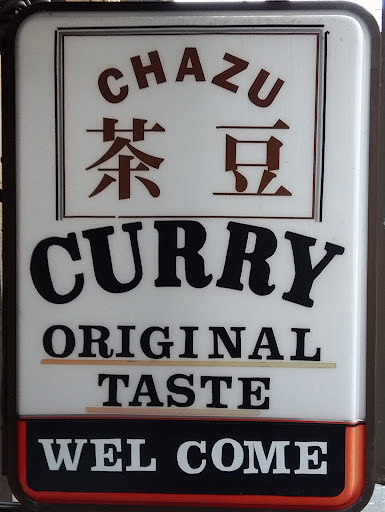 CHAZU
茶豆
CURRY
ORIGINAL
TASTE
WEL COME